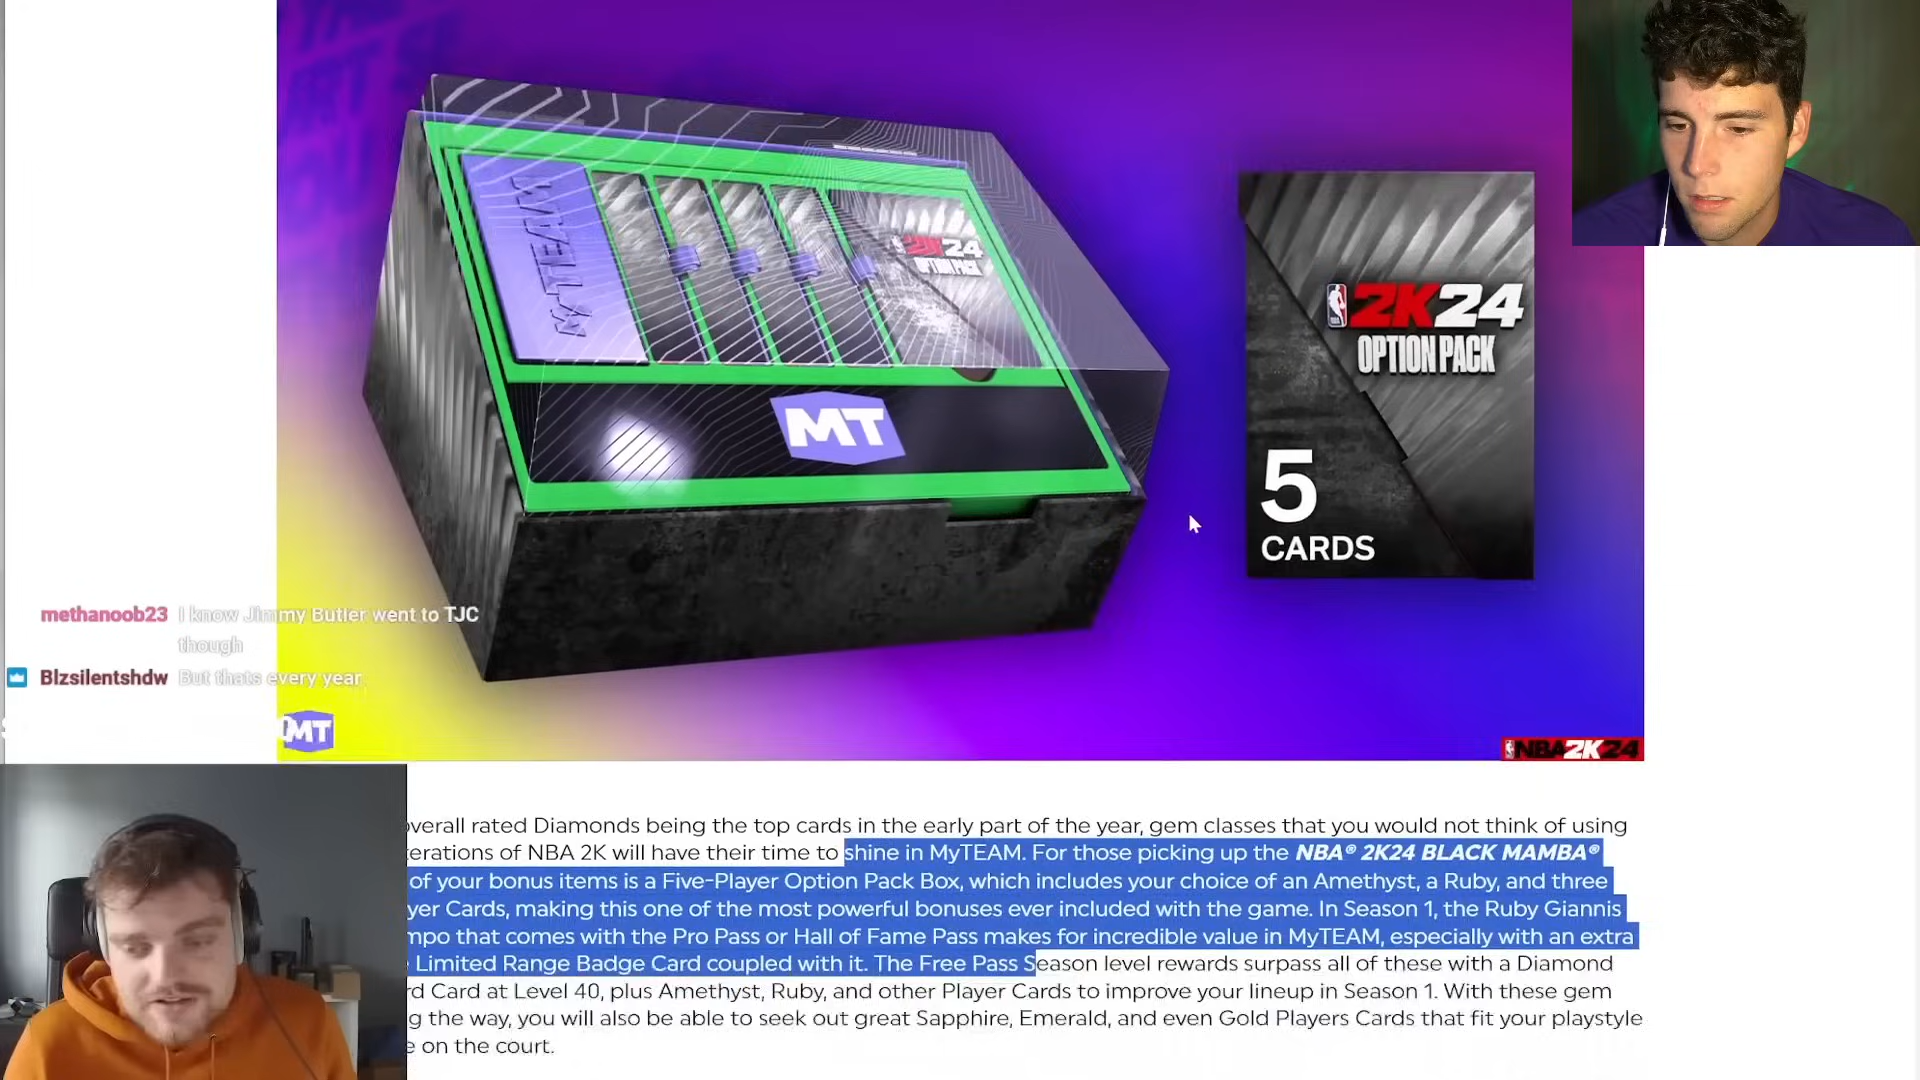 MYTEAM
2K24
OPTION PACK
MT
2K24
OPTION PACK
5
CARDS
methanoob23 I know Jimmy Butler went to TJC
though
Blzsilentshdw But thats every year
MT
NBA2K24
overall rated Diamonds being the top cards in the early part of the year, gem classes that you would not think of using
terations of NBA 2K will have their time to shine in MyTEAM. For those picking up the NBA® 2K24 BLACK MAMBA®
of your bonus items is a Five-Player Option Pack Box, which includes your choice of an Amethyst, a Ruby, and three
yer Cards, making this one of the most powerful bonuses ever included with the game. In Season 1, the Ruby Giannis
mpo that comes with the Pro Pass or Hall of Fame Pass makes for incredible value in MyTEAM, especially with an extra
Limited Range Badge Card coupled with it. The Free Pass Season level rewards surpass all of these with a Diamond
rd Card at Level 40, plus Amethyst, Ruby, and other Player Cards to improve your lineup in Season 1. With these gem
g the way, you will also be able to seek out great Sapphire, Emerald, and even Gold Players Cards that fit your playstyle
e on the court.